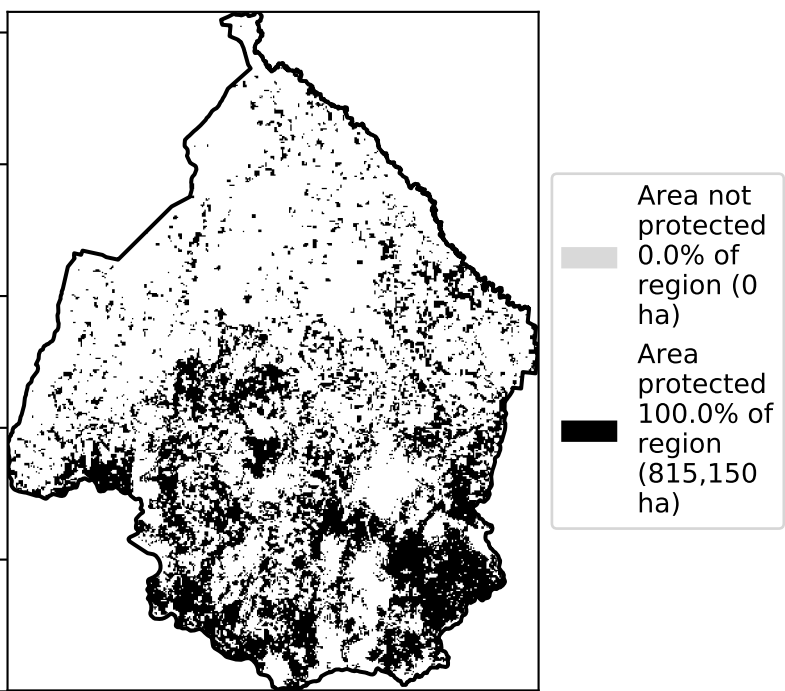 Area not
protected
0.0% of
region (0
ha)
Area
protected
100.0% of
region
(815,150
ha)